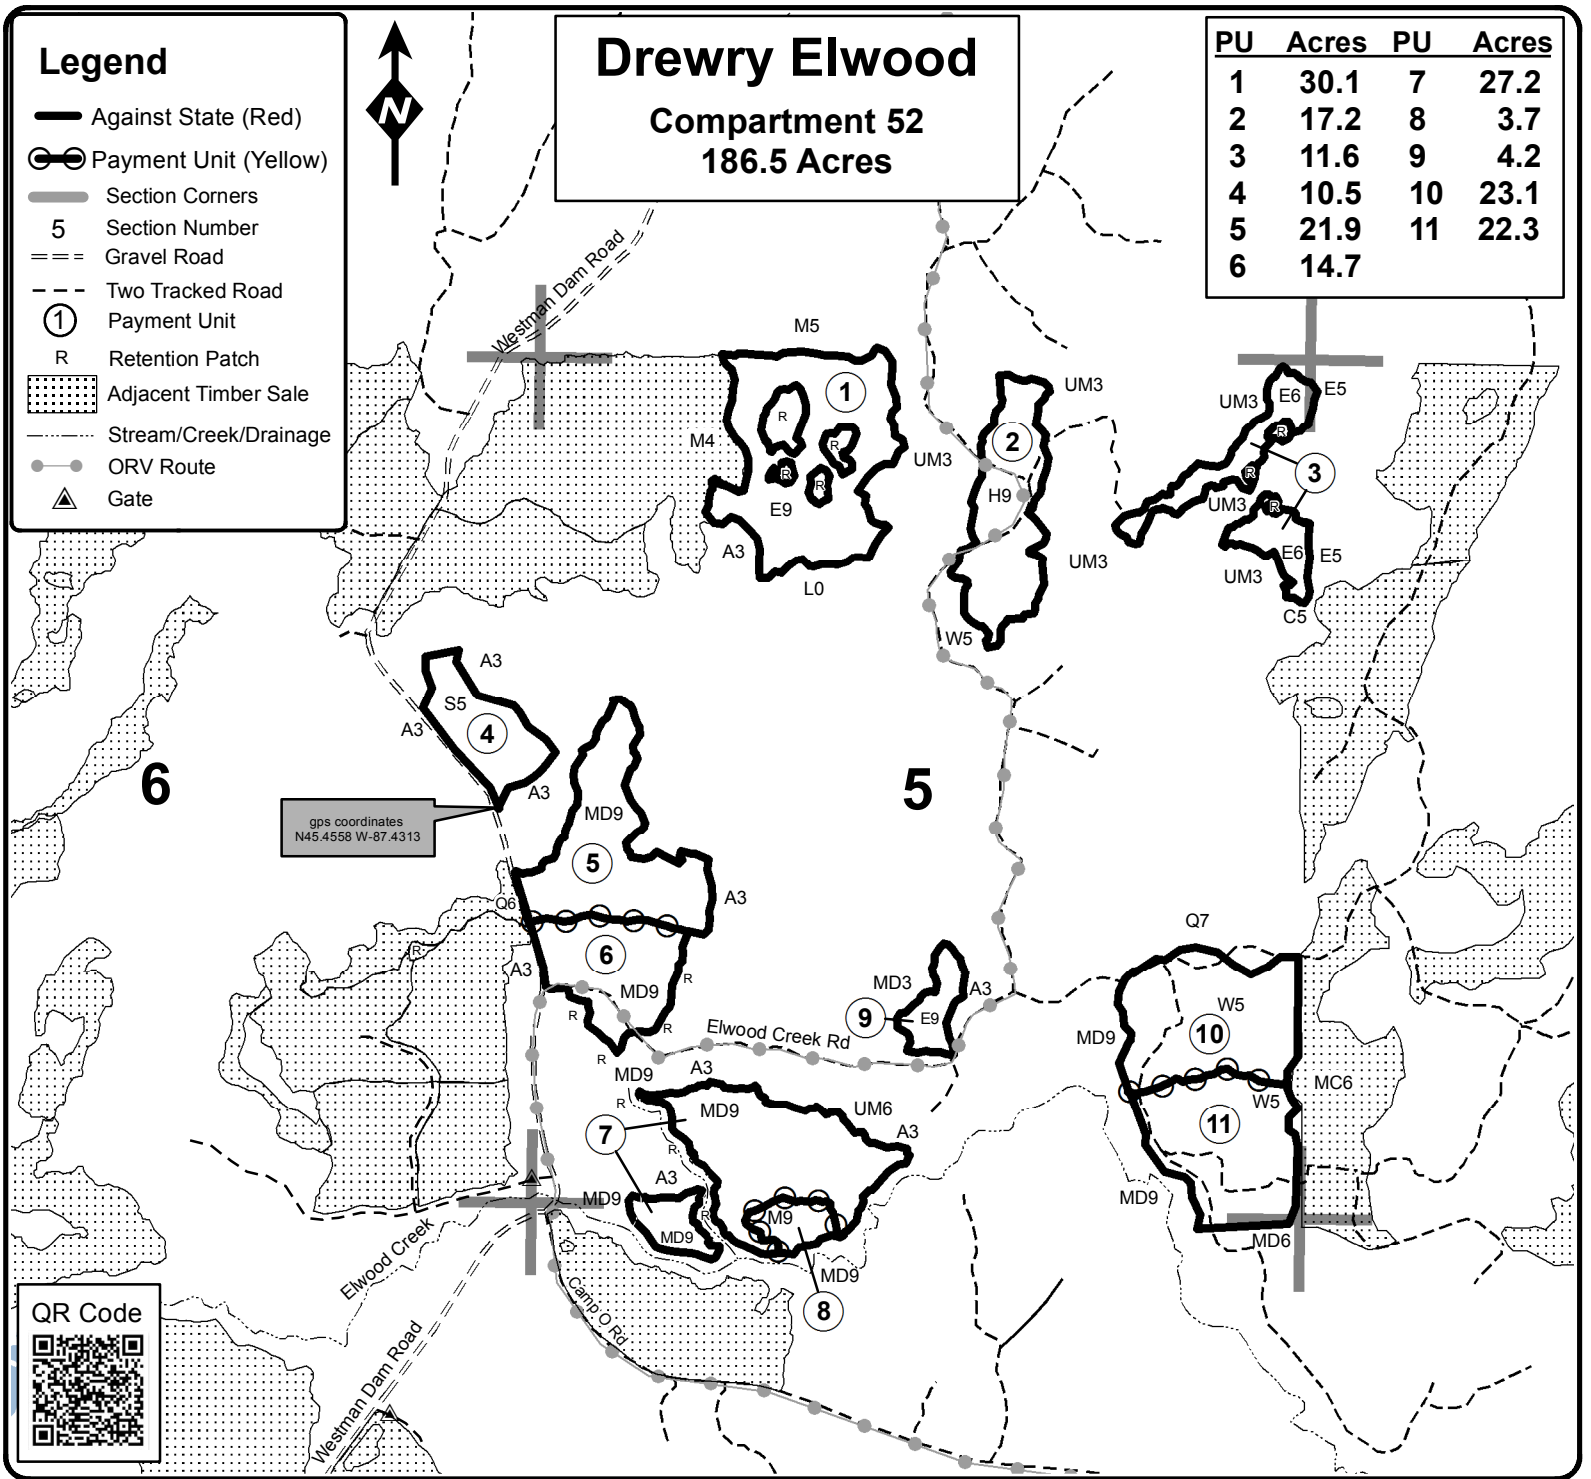 Legend
Against State (Red)
Payment Unit (Yellow)
Section Corners
5 Section Number
Gravel Road
Two Tracked Road
1 Payment Unit
R Retention Patch
Adjacent Timber Sale
Stream/Creek/Drainage
ORV Route
Gate
N
Drewry Elwood
Compartment 52
186.5 Acres
PU Acres PU Acres
1 30.1 7 27.2
2 17.2 8 3.7
3 11.6 9 4.2
4 10.5 10 23.1
5 21.9 11 22.3
6 14.7
Westman Dam Road
M5
1
R
R
R
R
M4
UM3
E9
A3
L0
UM3
2
H9
UM3
W5
UM3
E6
E5
R
R
3
UM3
R
E6
E5
UM3
C5
A3
S5
4
A3
A3
6
5
gps coordinates
N45.4558 W-87.4313
MD9
5
A3
Q6
R
6
A3
MD9
R
R
R
R
MD3
A3
9
E9
Elwood Creek Rd
Q7
W5
10
MD9
MC6
W5
11
MD9
MD6
MD9
A3
R
MD9
UM6
A3
7
R
A3
MD9
R
MD9
M9
MD9
8
Elwood Creek
Camp O Rd
Westman Dam Road
QR Code